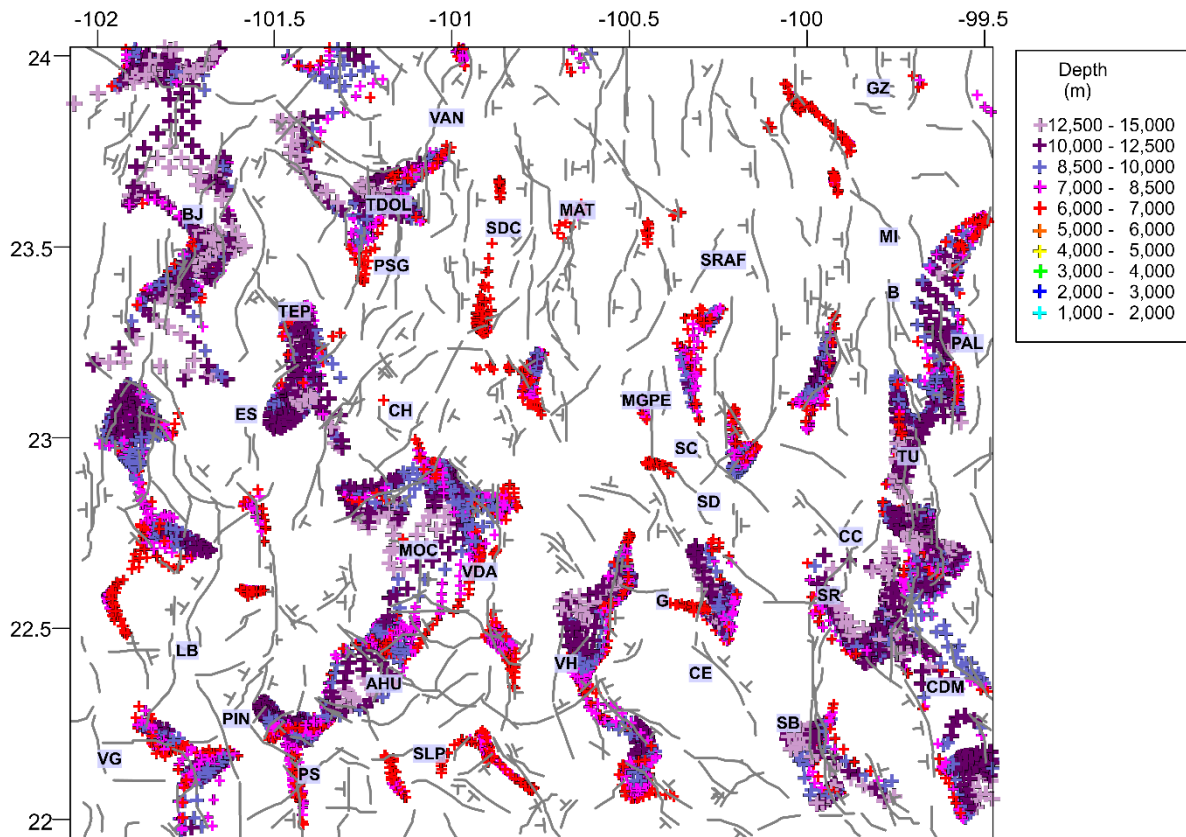 -102 -101.5 -101 -100.5 -100 -99.5
24
23.5
23
22.5
22
GZ
VAN
TDOL
BJ
MAT
SDC
MI
PSG
SRAF
B
TEP
PAL
MGPE
ES
CH
SC
TU
SD
CC
MOC
VDA
SR
G
LB
VH
CE
AHU
CDM
PIN
SB
VG
SLP
PS
Depth
(m)
12,500 - 15,000
10,000 - 12,500
8,500 - 10,000
7,000 - 8,500
6,000 - 7,000
5,000 - 6,000
4,000 - 5,000
3,000 - 4,000
2,000 - 3,000
1,000 - 2,000